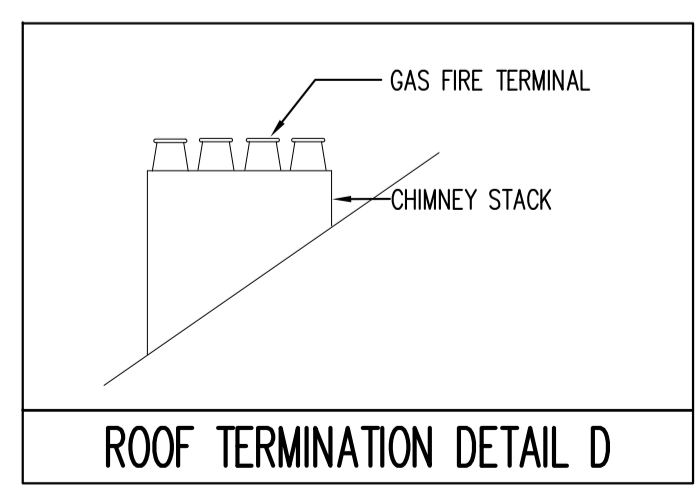 GAS FIRE TERMINAL
CHIMNEY STACK
ROOF TERMINATION DETAIL D